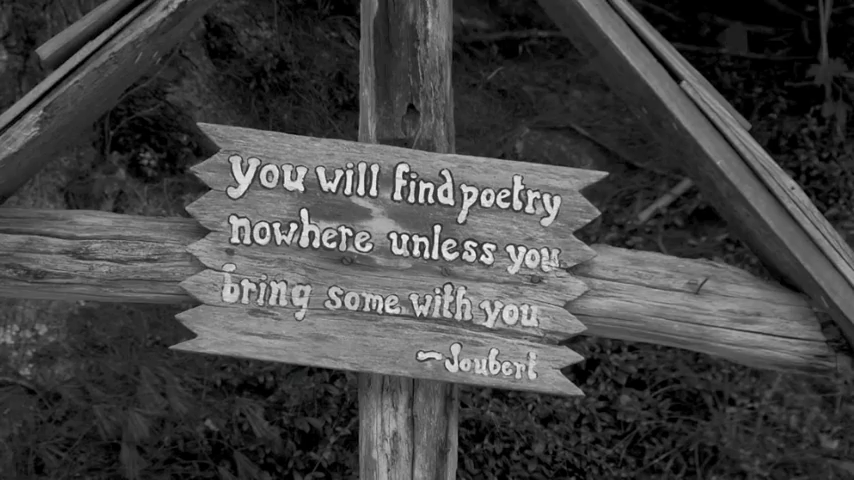 you will find poetry
nowhere unless you
bring some with you
~Joubert